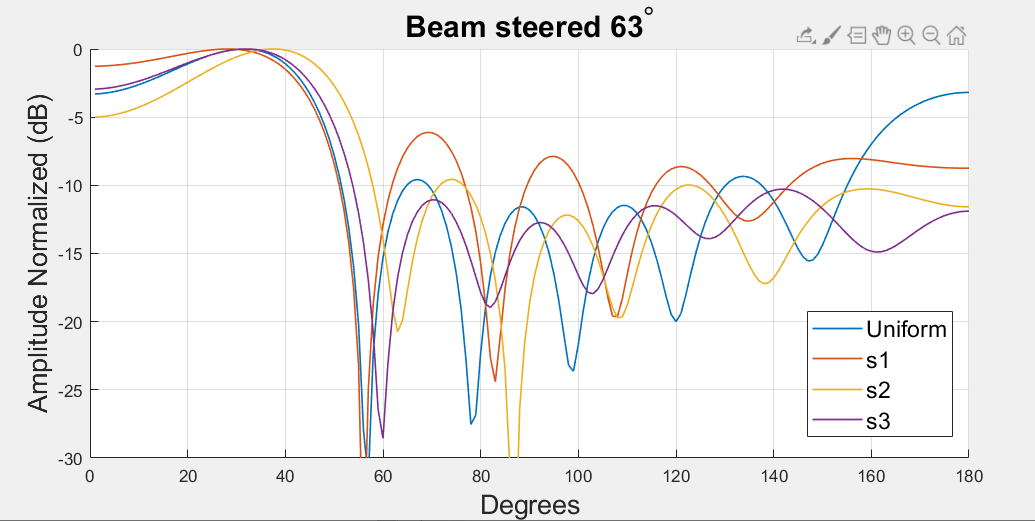 Beam steered 63°
Amplitude Normalized (dB)
0
-5
-10
-15
-20
-25
-30
0 20 40 60 80 100 120 140 160 180
Degrees
Uniform
s1
s2
s3